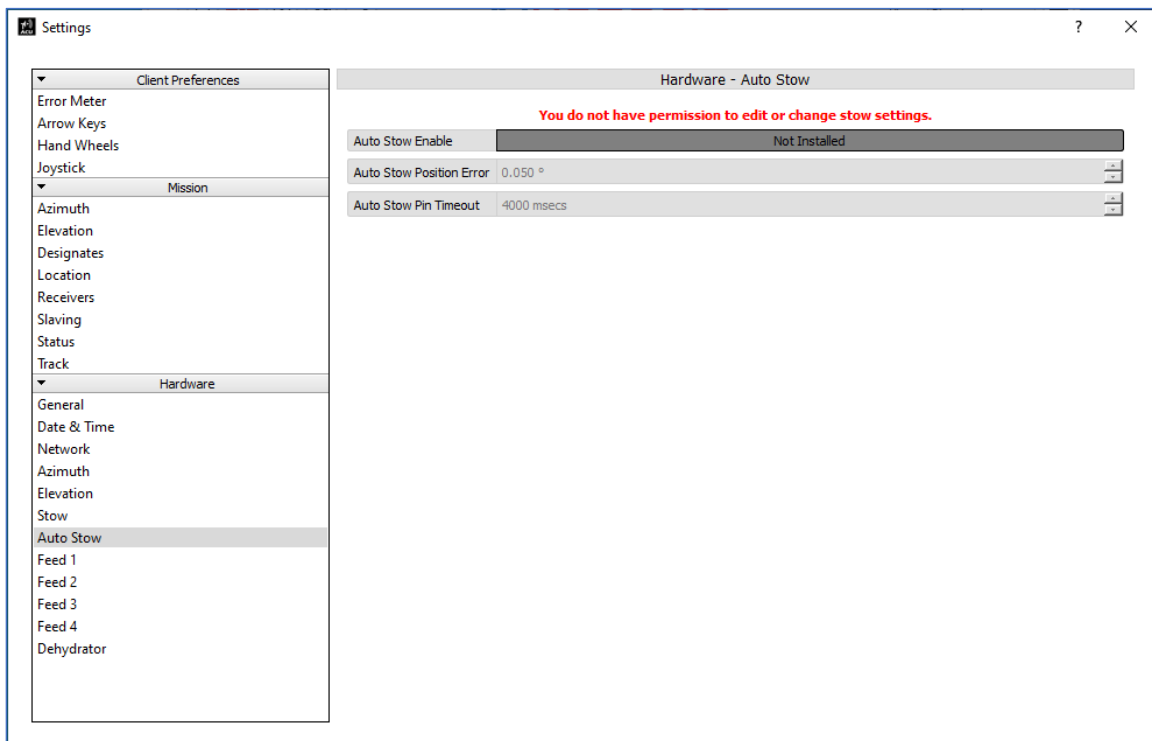 Settings
?
Client Preferences
Error Meter
Arrow Keys
Hand Wheels
Joystick
Mission
Azimuth
Elevation
Designates
Location
Receivers
Slaving
Status
Track
Hardware
General
Date & Time
Network
Azimuth
Elevation
Stow
Auto Stow
Feed 1
Feed 2
Feed 3
Feed 4
Dehydrator
Hardware - Auto Stow
You do not have permission to edit or change stow settings.
Auto Stow Enable Not Installed
Auto Stow Position Error 0.050 °
Auto Stow Pin Timeout 4000 msecs